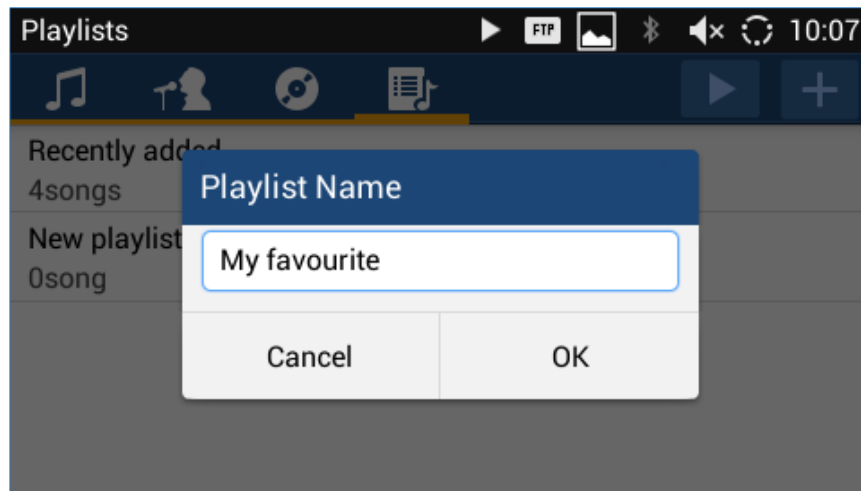 Playlists
FTP
10:07
Recently added
4songs
Playlist Name
New playlist
0song
My favourite
Cancel
OK